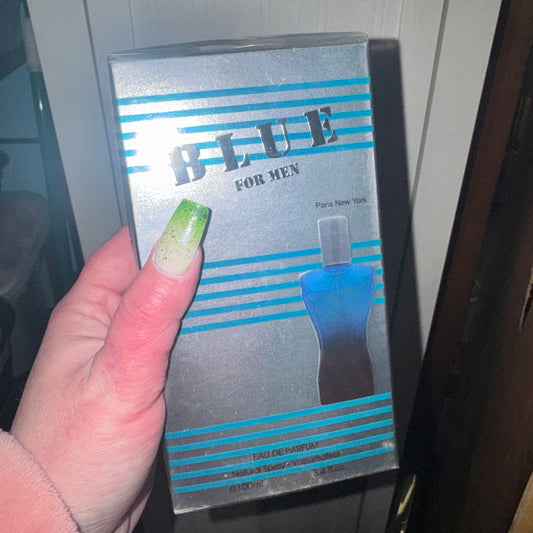 BLUE
FOR MEN
Paris New York
EAU DE PARFUM
Natural Spray - Vaporisateur
℮100ml 3.4 fl.oz.